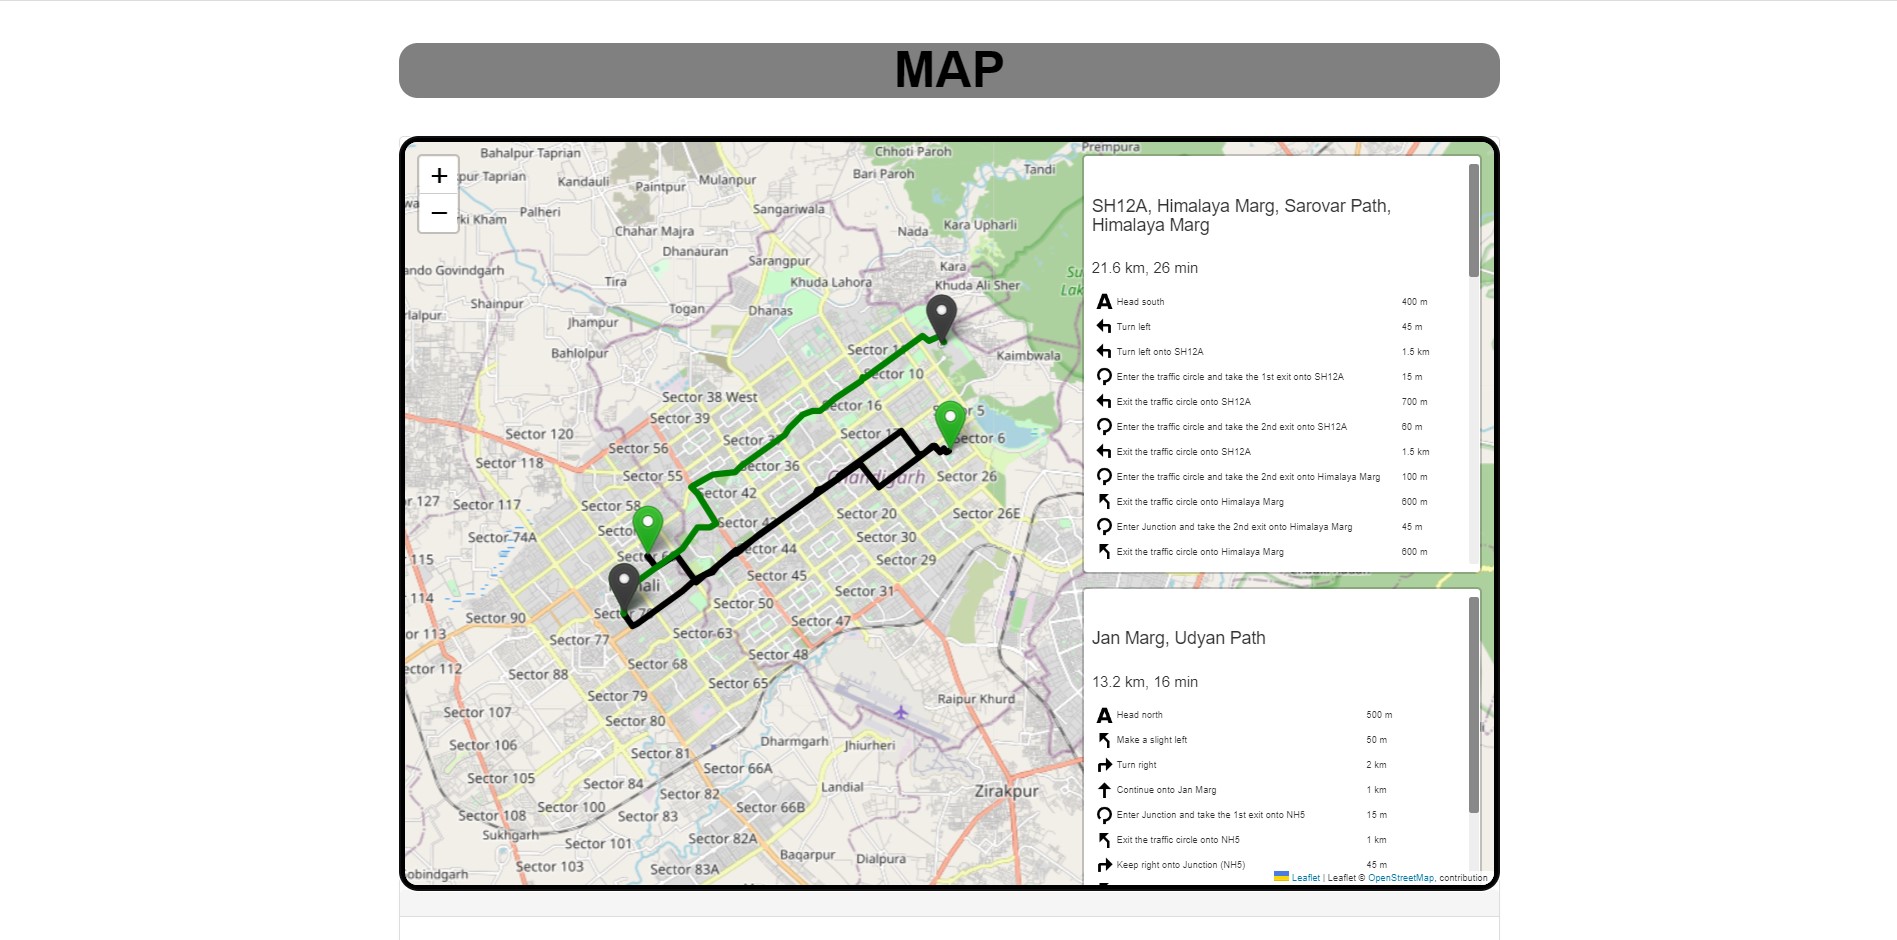 MAP
+
−
Bahalpur Taprian
Chhoti Paroh
Prempura
Kandauli
Paintpur
Mulanpur
Bari Paroh
Tandi
Palheri
Sangariwala
Kara Uparli
Chahar Majra
Nada
Dhanauran
Sarangpur
Kara
Tira
Khuda Lahora
Khuda Ali Sher
Shainpur
Togan
Dhanas
Jhampur
Bahlolpur
Kaimbwala
Sector 10
Sector 38 West
Sector 39
Sector 16
Sector 120
Sector 6
Sector 56
Sector 118
Sector 55
Sector 36
Chandigarh
Sector 26
Sector 42
Sector 117
Sector 58
Sector 20
Sector 26E
Sector 74A
Sector 30
Sector 44
Sector 29
Sector 45
Sector 31
Sector 50
Sector 90
Sector 47
Sector 77
Sector 63
Sector 48
Sector 68
Sector 88
Sector 65
Sector 79
Raipur Khurd
Sector 107
Sector 80
Sector 106
Dharmgarh
Jhiurheri
Sector 81
Sector 66A
Sector 105
Sector 84
Landial
Zirakpur
Sector 82
Sector 100
Sector 66B
Sector 108
Sector 83
Sukhgarh
Sector 101
Sector 82A
Baqarpur
Dialpura
Sector 103
Sector 83A
SH12A, Himalaya Marg, Sarovar Path,
Himalaya Marg
21.6 km, 26 min
Head south 400 m
Turn left 45 m
Turn left onto SH12A 1.5 km
Enter the traffic circle and take the 1st exit onto SH12A 15 m
Exit the traffic circle onto SH12A 700 m
Enter the traffic circle and take the 2nd exit onto SH12A 60 m
Exit the traffic circle onto SH12A 1.5 km
Enter the traffic circle and take the 2nd exit onto Himalaya Marg 100 m
Exit the traffic circle onto Himalaya Marg 600 m
Enter Junction and take the 2nd exit onto Himalaya Marg 45 m
Exit the traffic circle onto Himalaya Marg 600 m
Jan Marg, Udyan Path
13.2 km, 16 min
Head north 500 m
Make a slight left 50 m
Turn right 2 km
Continue onto Jan Marg 1 km
Enter Junction and take the 1st exit onto NH5 15 m
Exit the traffic circle onto NH5 1 km
Keep right onto Junction (NH5) 45 m
Leaflet | Leaflet © OpenStreetMap, contribution